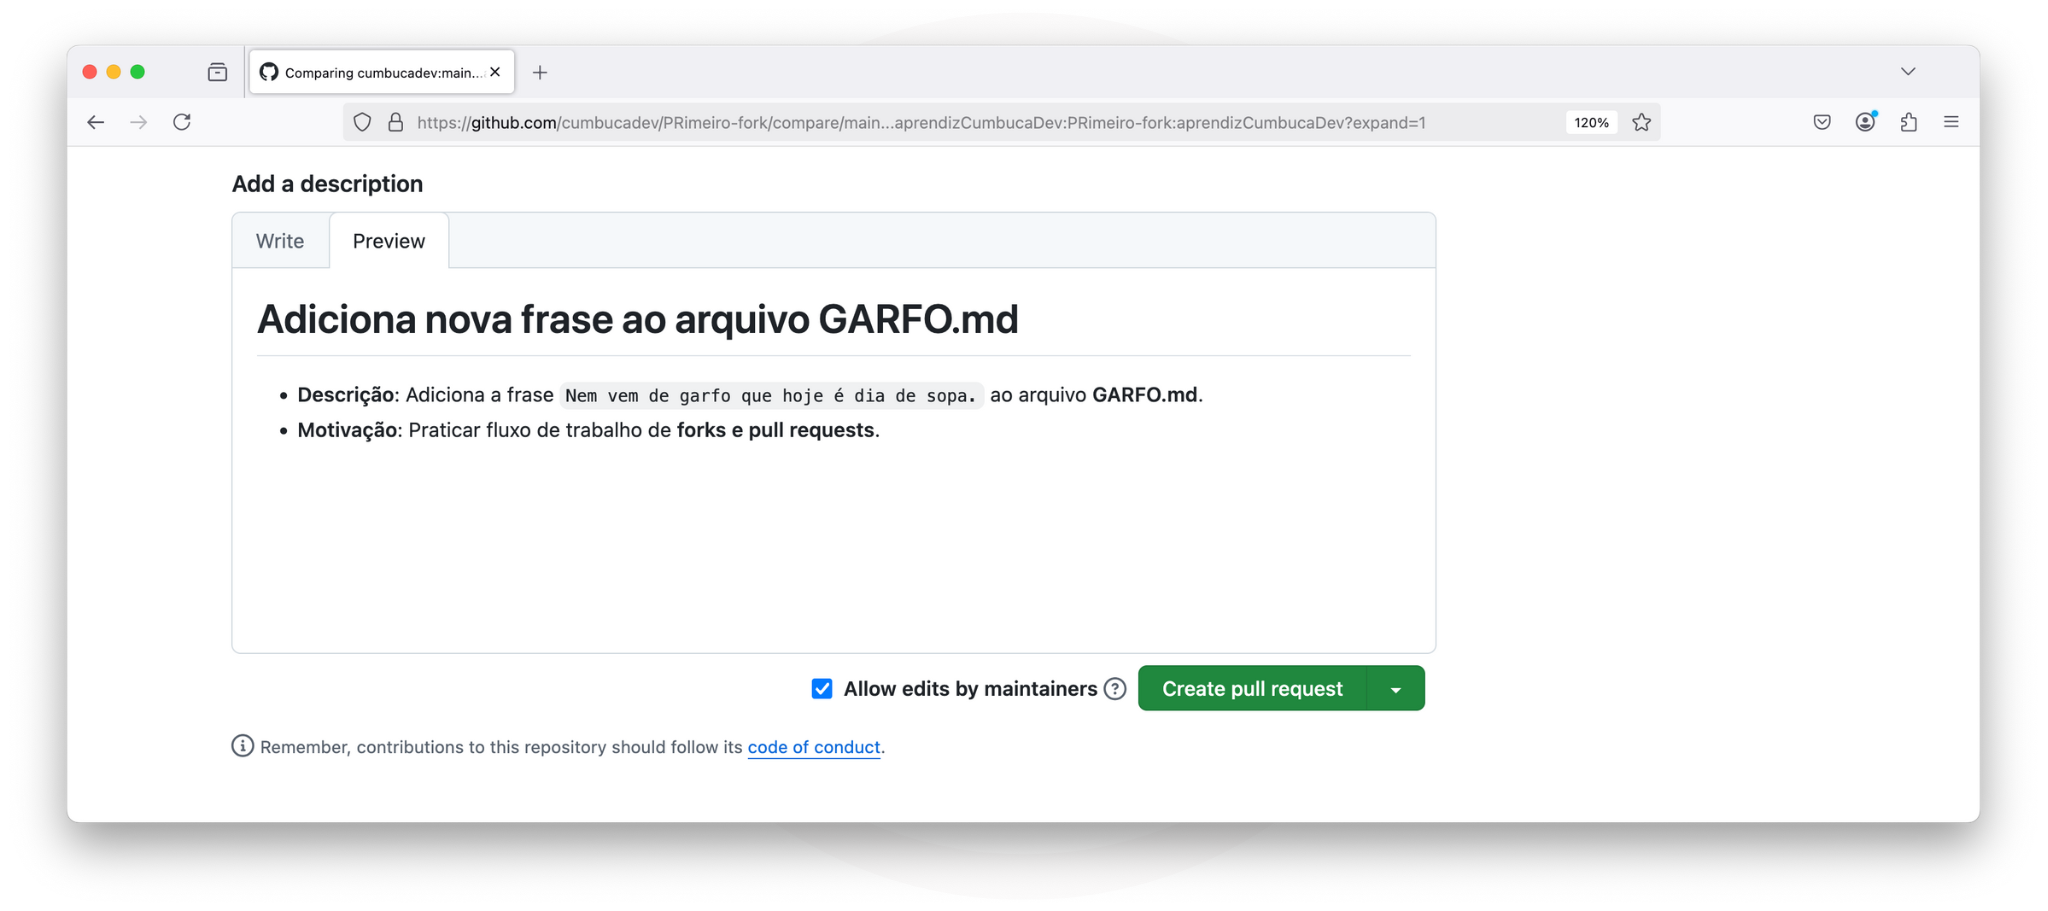 Comparing cumbucadev:main...
https://github.com/cumbucadev/PRimeiro-fork/compare/main...aprendizCumbucaDev:PRimeiro-fork:aprendizCumbucaDev?expand=1
120%
Add a description
Write
Preview
Adiciona nova frase ao arquivo GARFO.md
Descrição: Adiciona a frase Nem vem de garfo que hoje é dia de sopa. ao arquivo GARFO.md.
Motivação: Praticar fluxo de trabalho de forks e pull requests.
Allow edits by maintainers
Create pull request
Remember, contributions to this repository should follow its code of conduct.